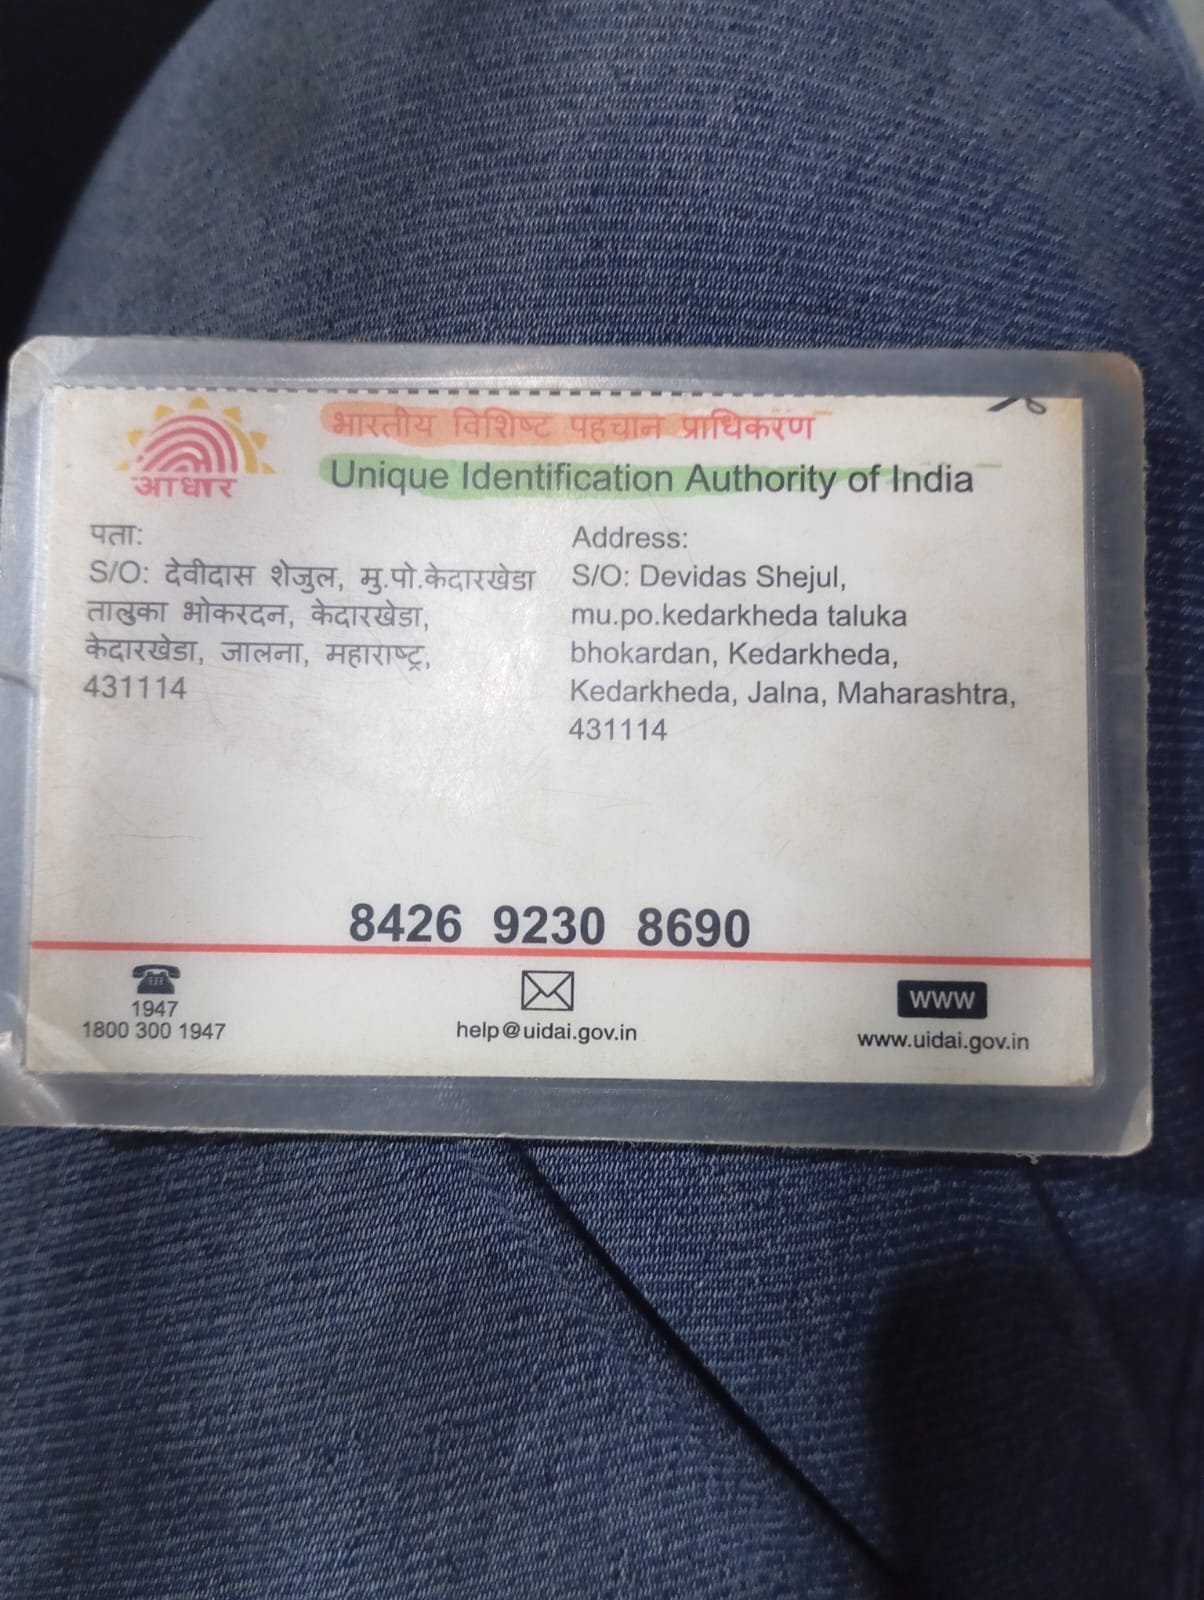 आधार
भारतीय विशिष्ट पहचान प्राधिकरण
Unique Identification Authority of India
पता:
S/O: देवीदास शेजुल, मु.पो.केदारखेडा
तालुका भोकरदन, केदारखेडा,
केदारखेडा, जालना, महाराष्ट्र,
431114
Address:
S/O: Devidas Shejul,
mu.po.kedarkheda taluka
bhokardan, Kedarkheda,
Kedarkheda, Jalna, Maharashtra,
431114
8426 9230 8690
1947
1800 300 1947
help@uidai.gov.in
www
www.uidai.gov.in